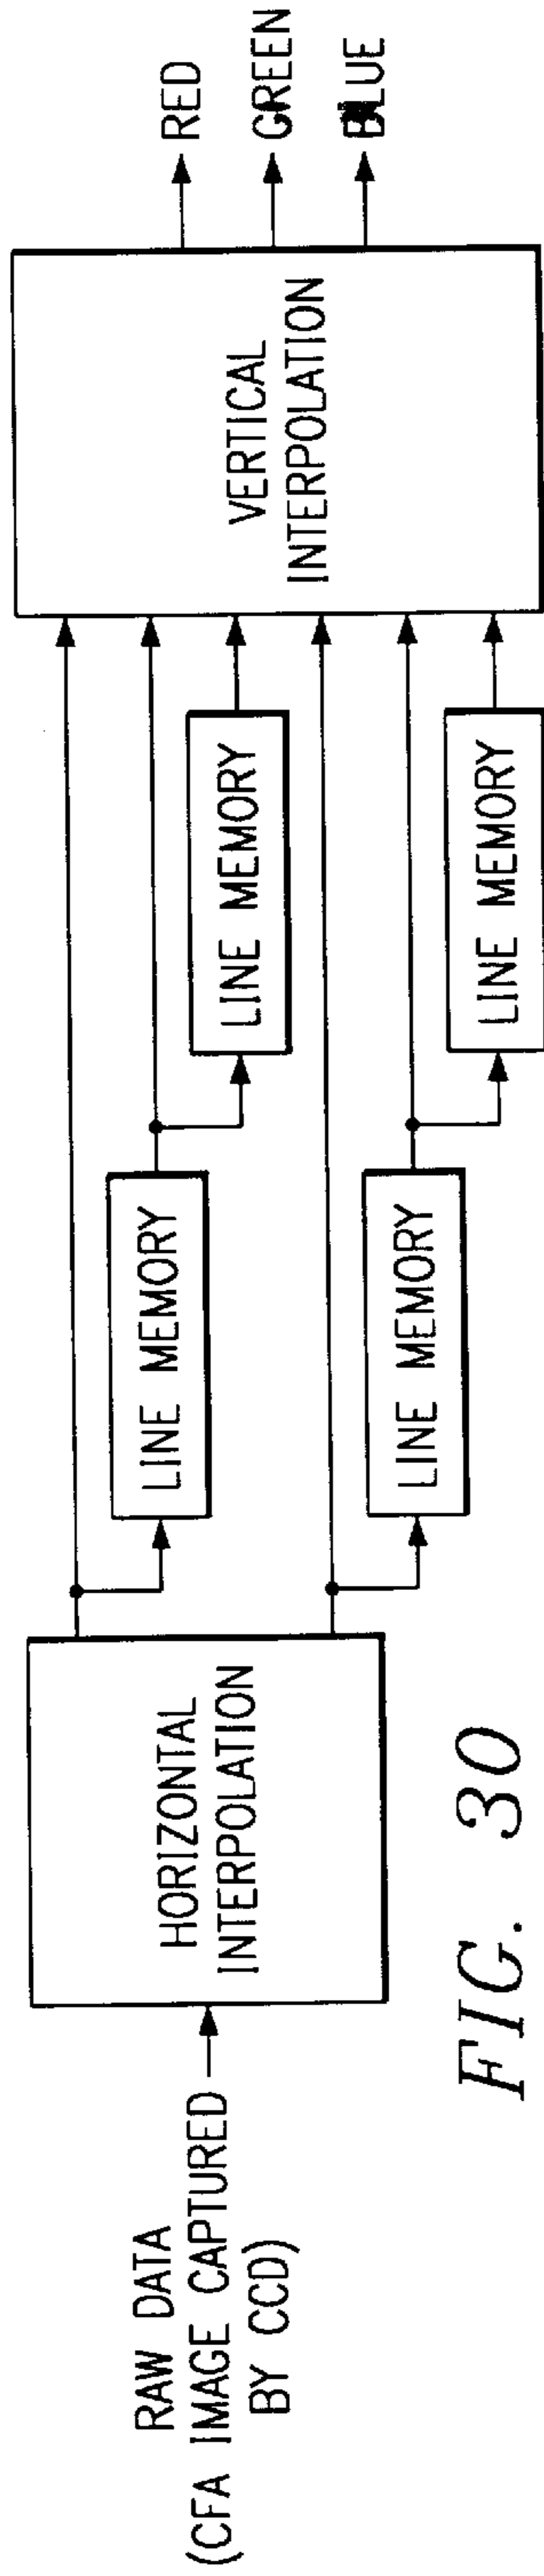 RAW DATA
(CFA IMAGE CAPTURED
BY CCD)
HORIZONTAL
INTERPOLATION
LINE MEMORY
LINE MEMORY
LINE MEMORY
LINE MEMORY
VERTICAL
INTERPOLATION
RED
GREEN
BLUE
FIG. 30